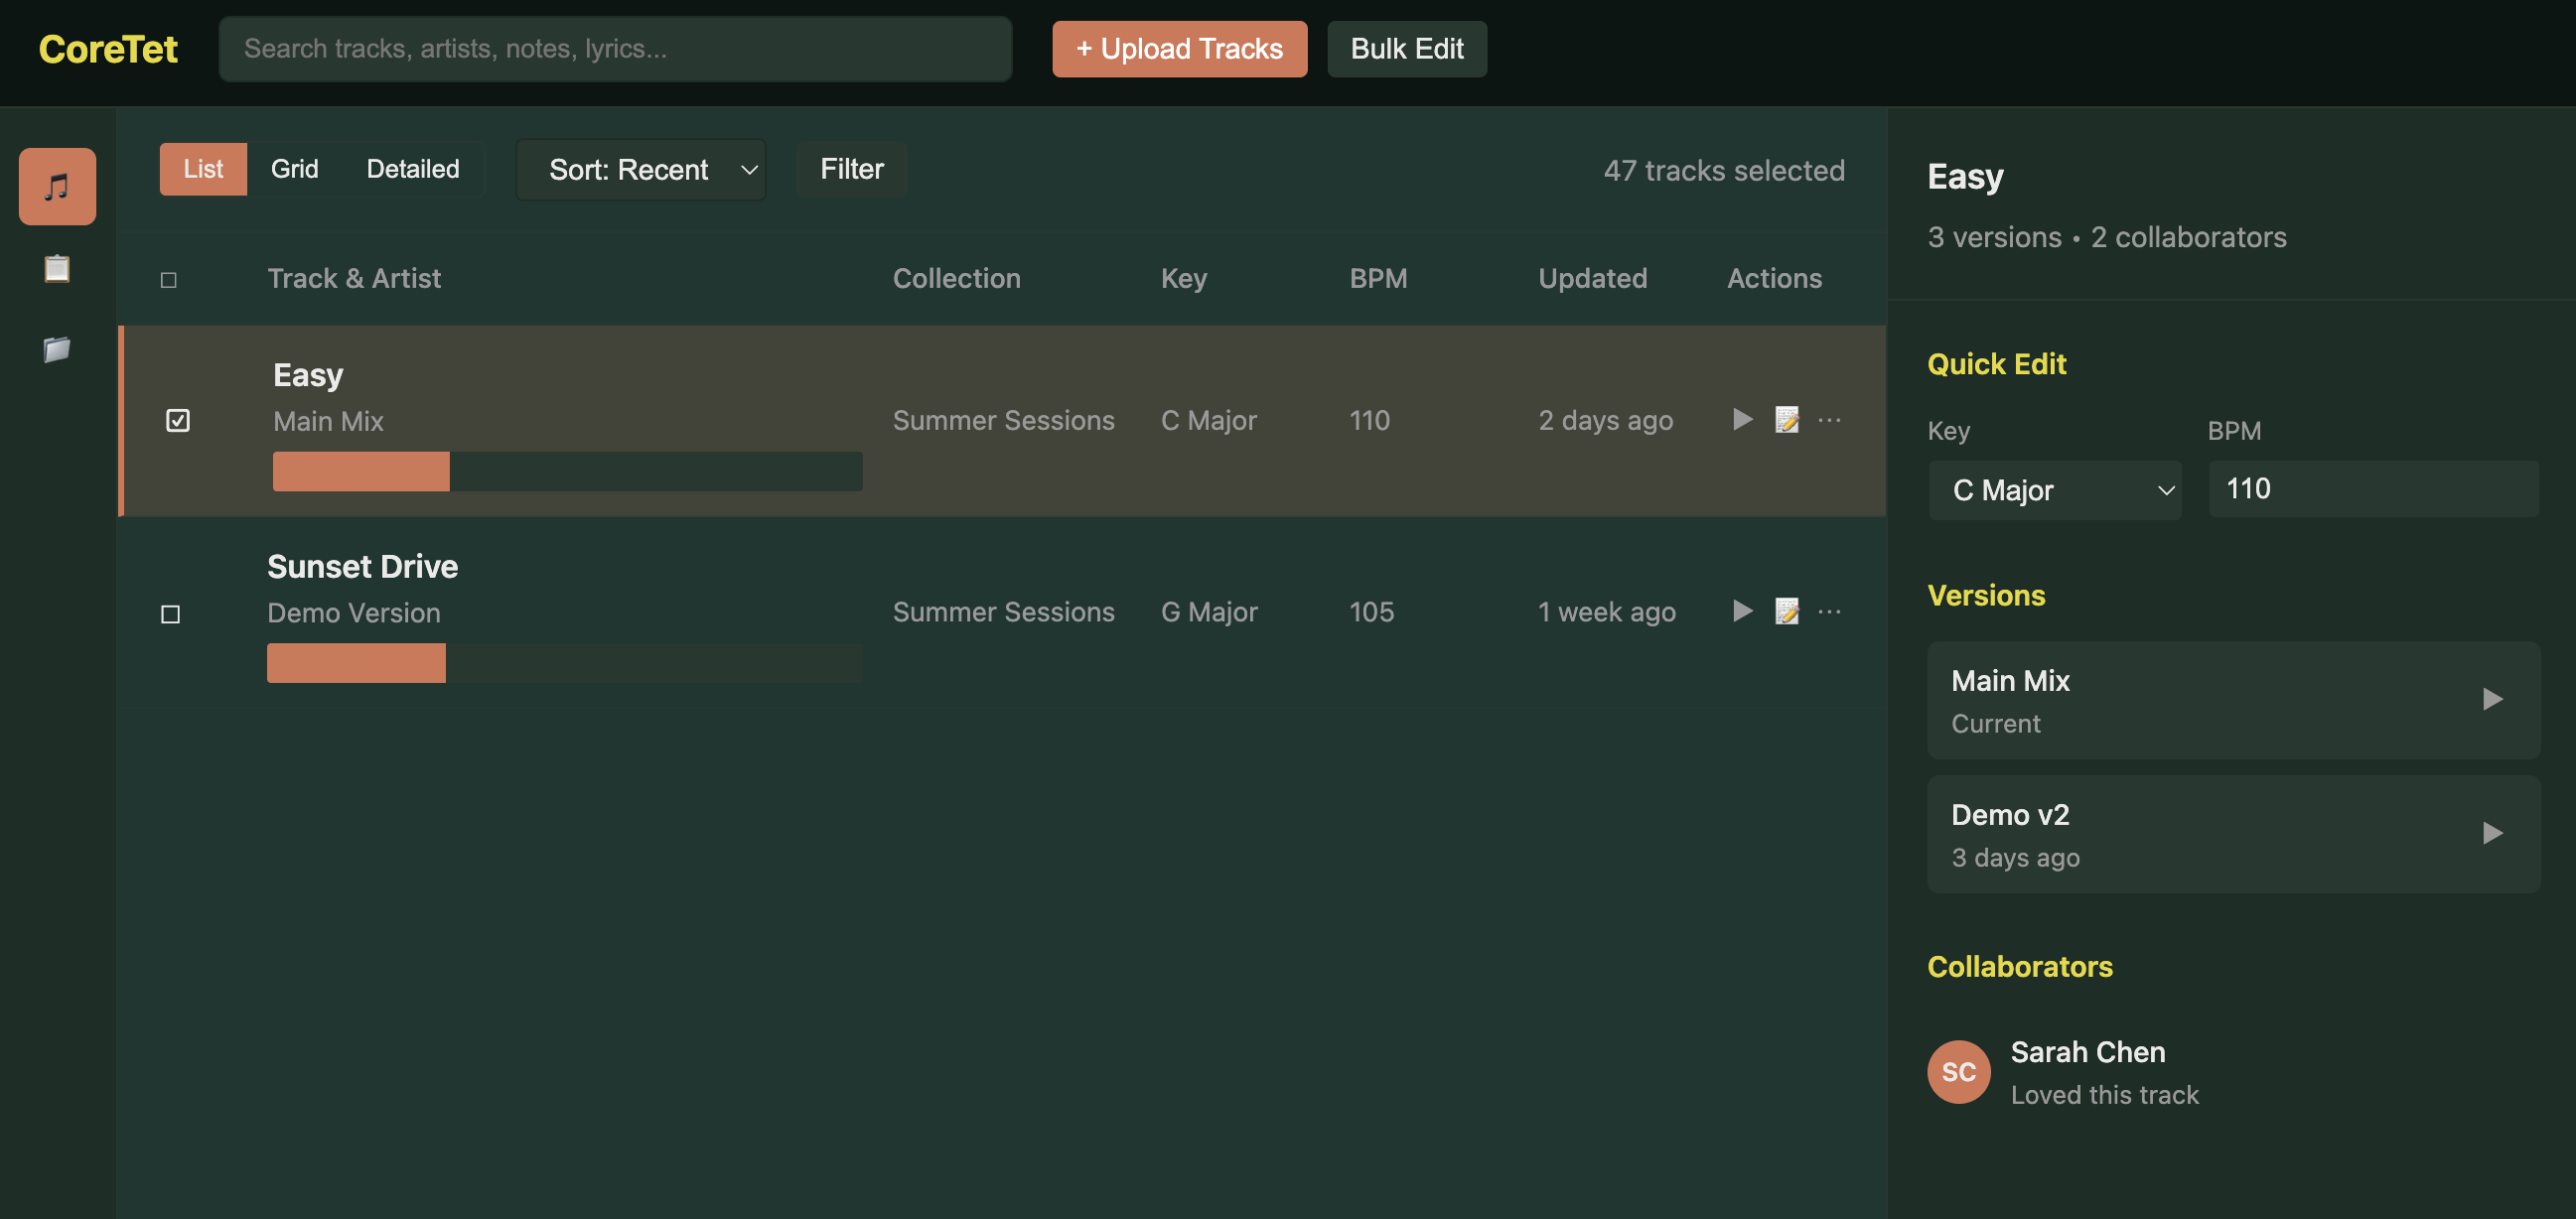 CoreTet
Search tracks, artists, notes, lyrics...
+ Upload Tracks
Bulk Edit
List
Grid
Detailed
Sort: Recent
Filter
47 tracks selected
Track & Artist
Collection
Key
BPM
Updated
Actions
Easy
Main Mix
Summer Sessions
C Major
110
2 days ago
Sunset Drive
Demo Version
Summer Sessions
G Major
105
1 week ago
Easy
3 versions • 2 collaborators
Quick Edit
Key
BPM
C Major
110
Versions
Main Mix
Current
Demo v2
3 days ago
Collaborators
SC
Sarah Chen
Loved this track